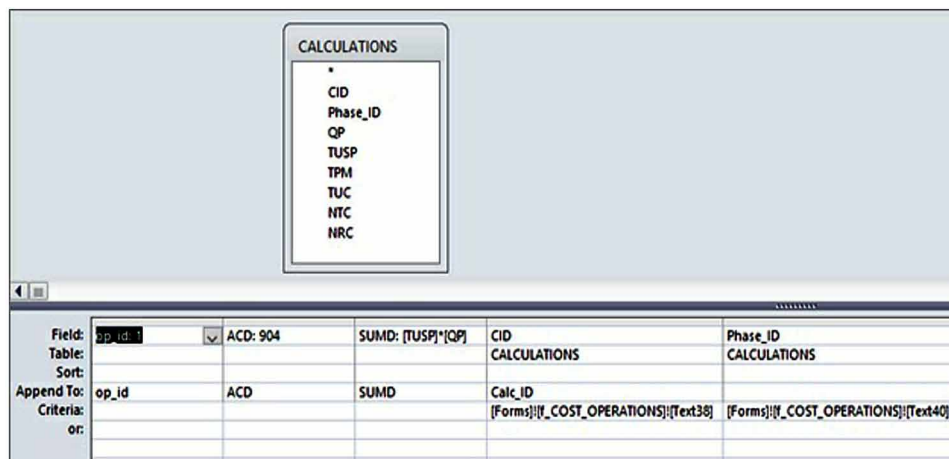 CALCULATIONS
*
CID
Phase_ID
QP
TUSP
TPM
TUC
NTC
NRC
Field: op_id: 1 ACD: 904 SUMD: [TUSP]*[QP] CID Phase_ID
Table: CALCULATIONS CALCULATIONS
Sort:
Append To: op_id ACD SUMD Calc_ID
Criteria: [Forms]![f_COST_OPERATIONS]![Text38] [Forms]![f_COST_OPERATIONS]![Text40]
or: